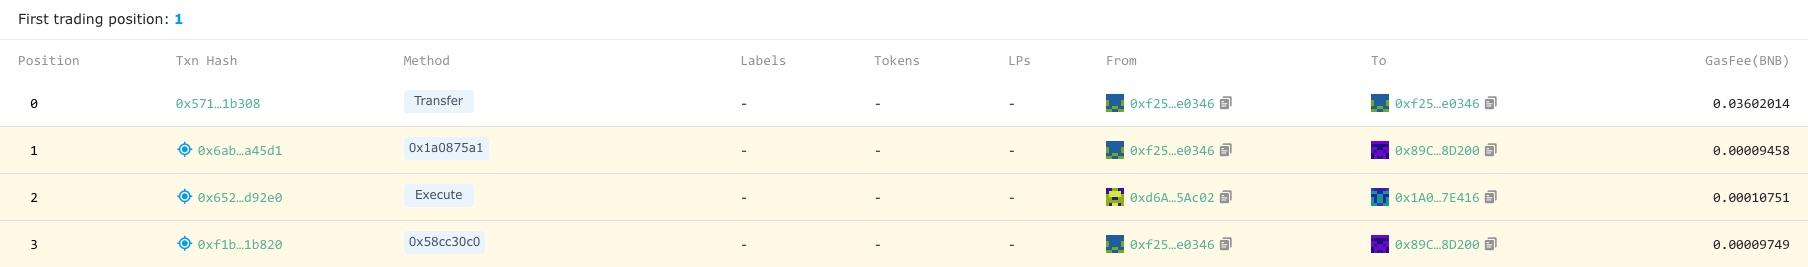 First trading position: 1
Position Txn Hash Method Labels Tokens LPs From To GasFee(BNB)
0 0x571…1b308 Transfer - - - 0xf25…e0346 0xf25…e0346 0.03602014
1 0x6ab…a45d1 0x1a0875a1 - - - 0xf25…e0346 0x89C…8D200 0.00009458
2 0x652…d92e0 Execute - - - 0xd6A…5Ac02 0x1A0…7E416 0.00010751
3 0xf1b…1b820 0x58cc30c0 - - - 0xf25…e0346 0x89C…8D200 0.00009749